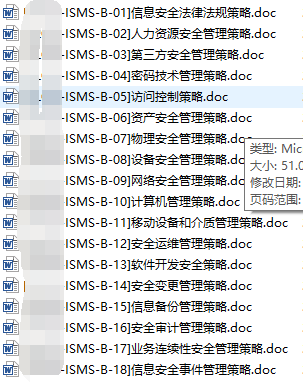 -ISMS-B-01]信息安全法律法规策略.doc
-ISMS-B-02]人力资源安全管理策略.doc
-ISMS-B-03]第三方安全管理策略.doc
-ISMS-B-04]密码技术管理策略.doc
-ISMS-B-05]访问控制策略.doc
-ISMS-B-06]资产安全管理策略.doc
-ISMS-B-07]物理安全管理策略.doc
-ISMS-B-08]设备安全管理策略.doc
-ISMS-B-09]网络安全管理策略.doc
-ISMS-B-10]计算机管理策略.doc
-ISMS-B-11]移动设备和介质管理策略.doc
-ISMS-B-12]安全运维管理策略.doc
-ISMS-B-13]软件开发安全策略.doc
-ISMS-B-14]安全变更管理策略.doc
-ISMS-B-15]信息备份管理策略.doc
-ISMS-B-16]安全审计管理策略.doc
-ISMS-B-17]业务连续性安全管理策略.doc
-ISMS-B-18]信息安全事件管理策略.doc
类型: Mic
大小: 51.0
修改日期:
页码范围: